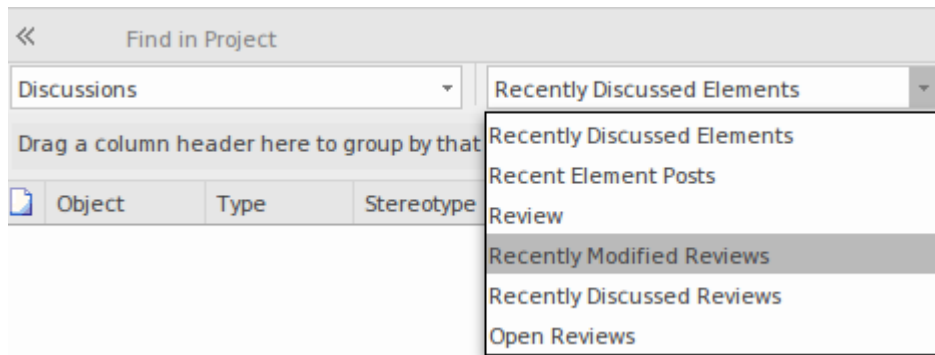 Find in Project
Discussions
Recently Discussed Elements
Drag a column header here to group by that
Object Type Stereotype
Recently Discussed Elements
Recent Element Posts
Review
Recently Modified Reviews
Recently Discussed Reviews
Open Reviews